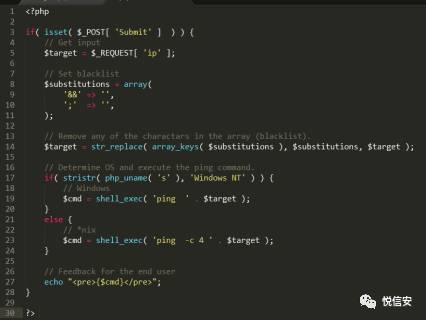 1 <?php
2
3 if( isset( $_POST[ 'Submit' ] ) ) {
4 // Get input
5 $target = $_REQUEST[ 'ip' ];
6
7 // Set blacklist
8 $substitutions = array(
9 '&&' => '',
10 ';' => '',
11 );
12
13 // Remove any of the charactars in the array (blacklist).
14 $target = str_replace( array_keys( $substitutions ), $substitutions, $target );
15
16 // Determine OS and execute the ping command.
17 if( stristr( php_uname( 's' ), 'Windows NT' ) ) {
18 // Windows
19 $cmd = shell_exec( 'ping ' . $target );
20 }
21 else {
22 // *nix
23 $cmd = shell_exec( 'ping -c 4 ' . $target );
24 }
25
26 // Feedback for the end user
27 echo "<pre>{$cmd}</pre>";
28 }
29
30 ?>
悦信安